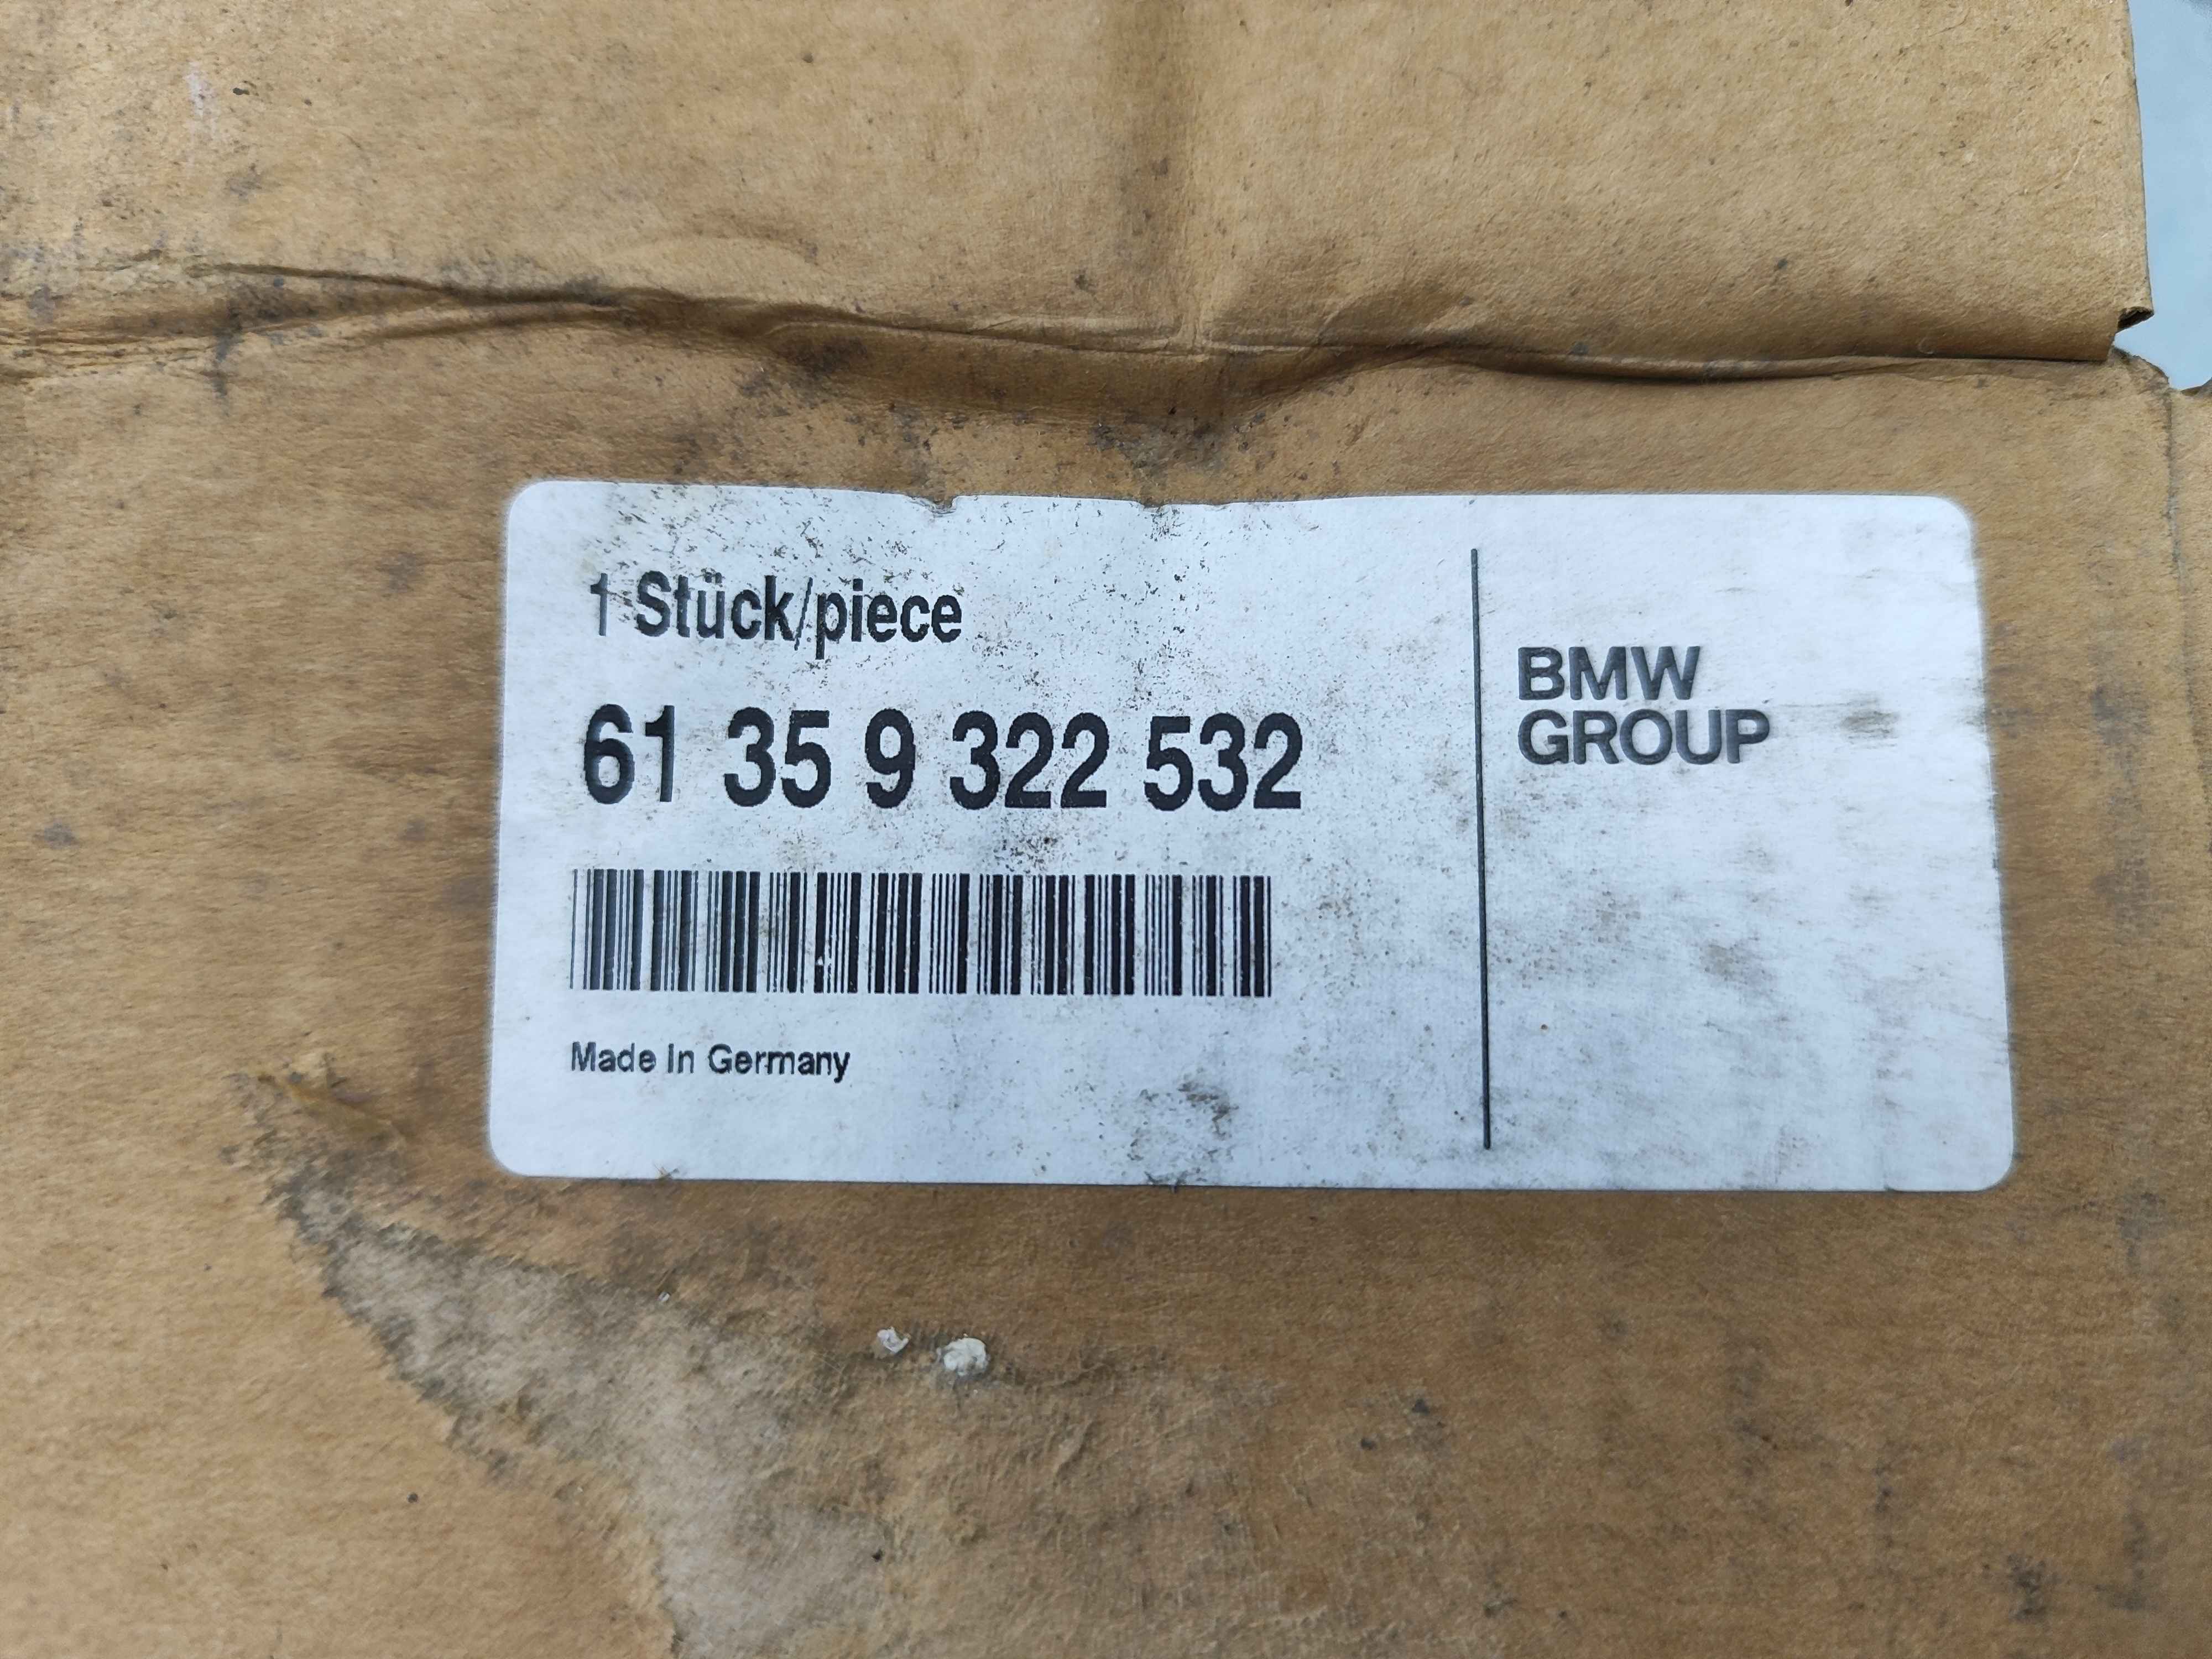 1 Stück/piece
61 35 9 322 532
Made In Germany
BMW
GROUP